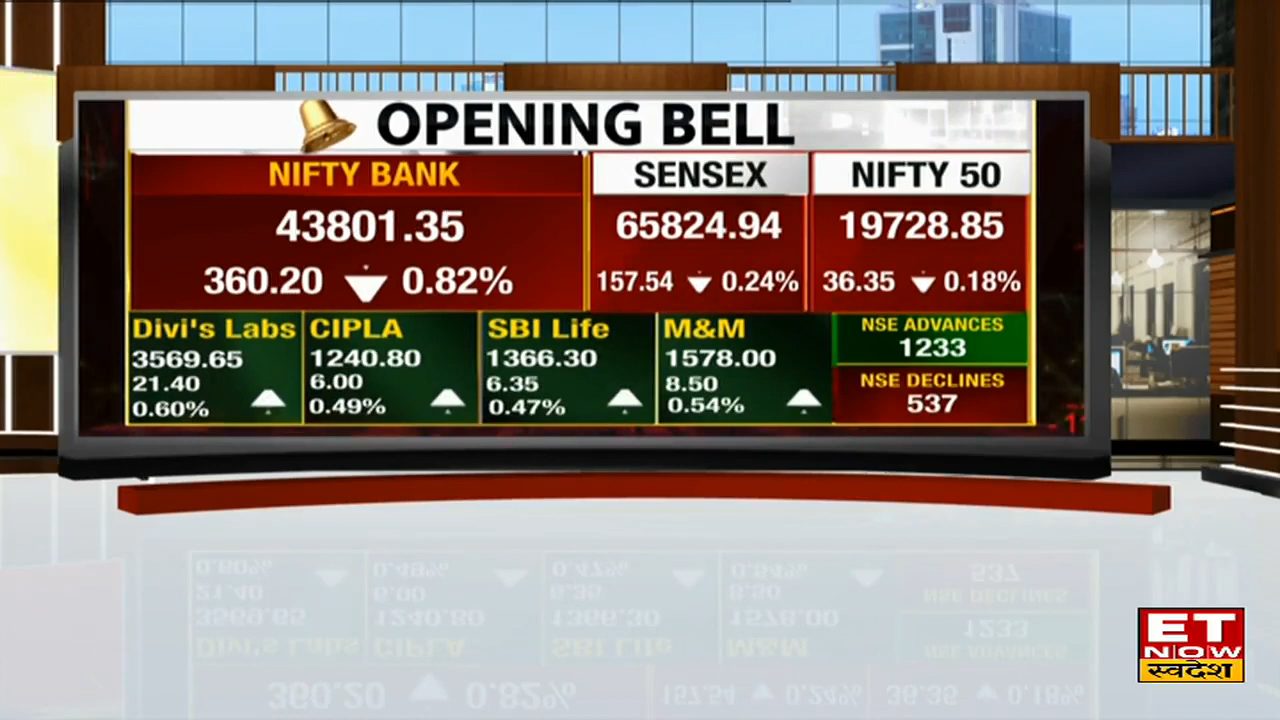 OPENING BELL
NIFTY BANK
43801.35
360.20 0.82%
SENSEX
65824.94
157.54 0.24%
NIFTY 50
19728.85
36.35 0.18%
Divi's Labs
3569.65
21.40
0.60%
CIPLA
1240.80
6.00
0.49%
SBI Life
1366.30
6.35
0.47%
M&M
1578.00
8.50
0.54%
NSE ADVANCES
1233
NSE DECLINES
537
ET
NOW
स्वदेश